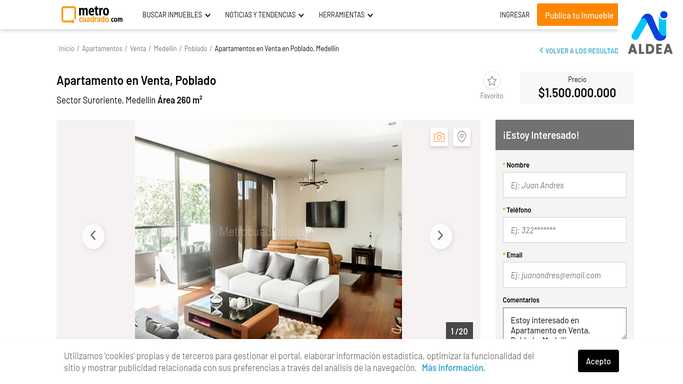 metro
cuadrado.com
BUSCAR INMUEBLES
NOTICIAS Y TENDENCIAS
HERRAMIENTAS
INGRESAR
Publica tu Inmueble
ALDEA
Inicio / Apartamentos / Venta / Medellín / Poblado / Apartamentos en Venta en Poblado, Medellín
VOLVER A LOS RESULTAD
Apartamento en Venta, Poblado
Sector Suroriente, Medellín Área 260 m²
Favorito
Precio
$1.500.000.000
¡Estoy Interesado!
* Nombre
Ej: Juan Andres
* Teléfono
Ej: 322*******
* Email
Ej: juanandres@email.com
Comentarios
Estoy interesado en
Apartamento en Venta,
Metrocuadrado.com
1 / 20
Utilizamos 'cookies' propias y de terceros para gestionar el portal, elaborar información estadística, optimizar la funcionalidad del
sitio y mostrar publicidad relacionada con sus preferencias a través del análisis de la navegación. Más información.
Acepto